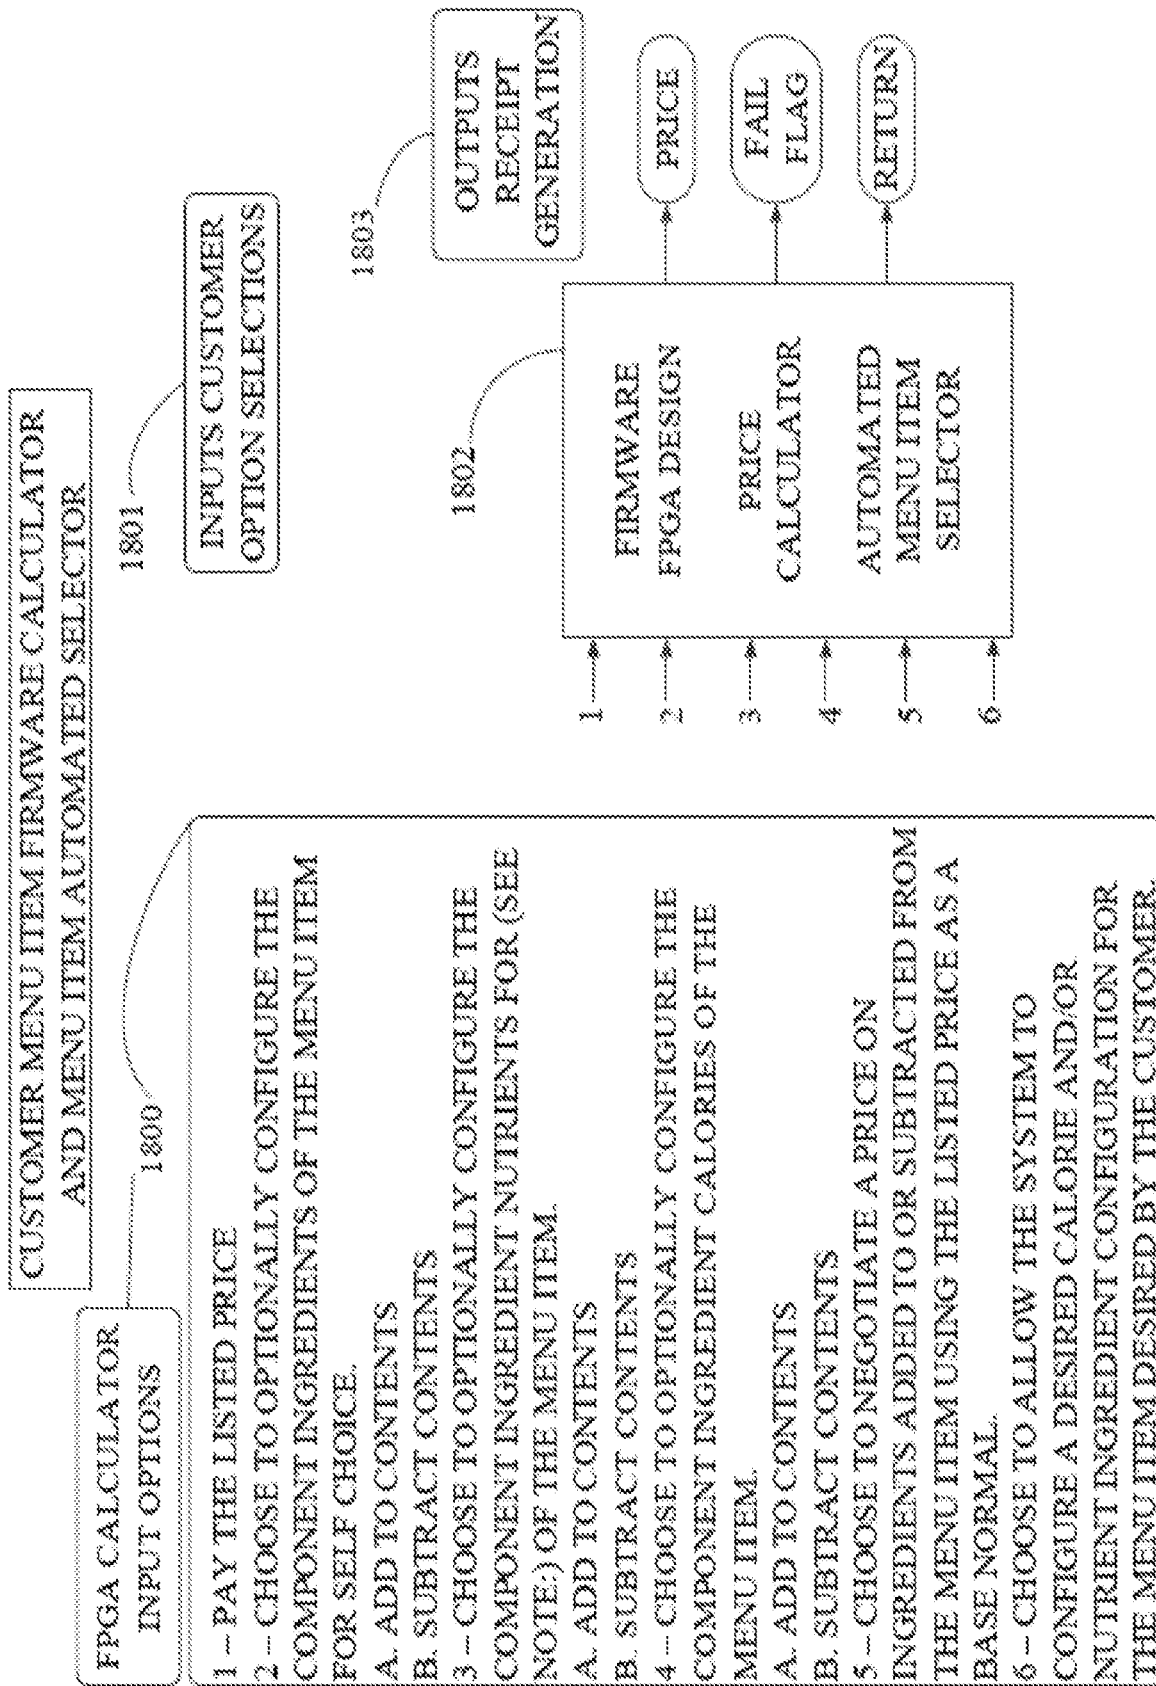 CUSTOMER MENU ITEM FIRMWARE CALCULATOR
AND MENU ITEM AUTOMATED SELECTOR
FPGA CALCULATOR
INPUT OPTIONS
1800
1 – PAY THE LISTED PRICE
2 – CHOOSE TO OPTIONALLY CONFIGURE THE
COMPONENT INGREDIENTS OF THE MENU ITEM
FOR SELF CHOICE.
A. ADD TO CONTENTS
B. SUBTRACT CONTENTS
3 – CHOOSE TO OPTIONALLY CONFIGURE THE
COMPONENT INGREDIENT NUTRIENTS FOR (SEE
NOTE:) OF THE MENU ITEM.
A. ADD TO CONTENTS
B. SUBTRACT CONTENTS
4 – CHOOSE TO OPTIONALLY CONFIGURE THE
COMPONENT INGREDIENT CALORIES OF THE
MENU ITEM.
A. ADD TO CONTENTS
B. SUBTRACT CONTENTS
5 – CHOOSE TO NEGOTIATE A PRICE ON
INGREDIENTS ADDED TO OR SUBTRACTED FROM
THE MENU ITEM USING THE LISTED PRICE AS A
BASE NORMAL.
6 – CHOOSE TO ALLOW THE SYSTEM TO
CONFIGURE A DESIRED CALORIE AND/OR
NUTRIENT INGREDIENT CONFIGURATION FOR
THE MENU ITEM DESIRED BY THE CUSTOMER.
1801
INPUTS CUSTOMER
OPTION SELECTIONS
1
2
3
4
5
6
1802
FIRMWARE
FPGA DESIGN
PRICE
CALCULATOR
AUTOMATED
MENU ITEM
SELECTOR
1803
OUTPUTS
RECEIPT
GENERATION
PRICE
FAIL
FLAG
RETURN